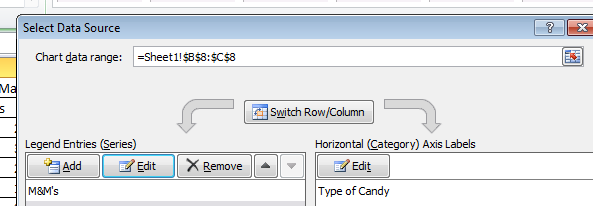 Select Data Source
Chart data range: =Sheet1!$B$8:$C$8
Switch Row/Column
Legend Entries (Series) Horizontal (Category) Axis Labels
Add Edit Remove Edit
M&M's Type of Candy
Ma
s